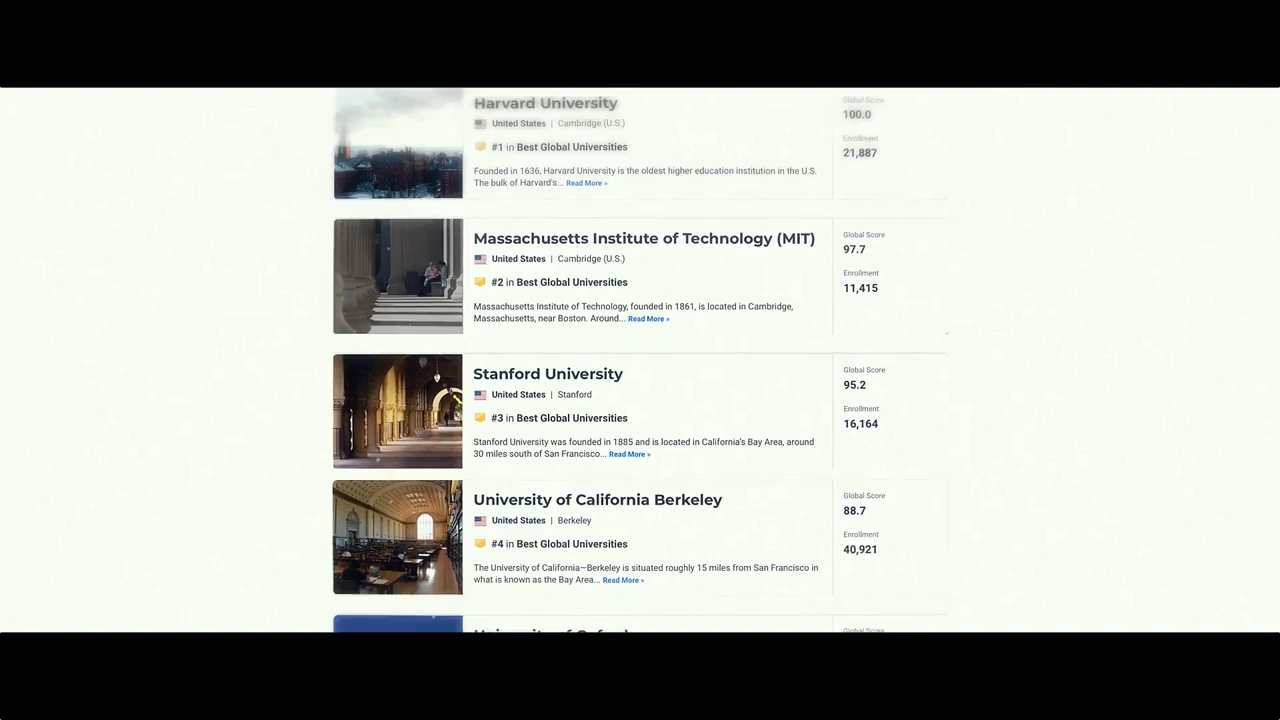 Harvard University
United States | Cambridge (U.S.)
#1 in Best Global Universities
Founded in 1636, Harvard University is the oldest higher education institution in the U.S.
The bulk of Harvard's... Read More »
Global Score
100.0
Enrollment
21,887
Massachusetts Institute of Technology (MIT)
United States | Cambridge (U.S.)
#2 in Best Global Universities
Massachusetts Institute of Technology, founded in 1861, is located in Cambridge,
Massachusetts, near Boston. Around... Read More »
Global Score
97.7
Enrollment
11,415
Stanford University
United States | Stanford
#3 in Best Global Universities
Stanford University was founded in 1885 and is located in California's Bay Area, around
30 miles south of San Francisco... Read More »
Global Score
95.2
Enrollment
16,164
University of California Berkeley
United States | Berkeley
#4 in Best Global Universities
The University of California—Berkeley is situated roughly 15 miles from San Francisco in
what is known as the Bay Area... Read More »
Global Score
88.7
Enrollment
40,921
Global Score